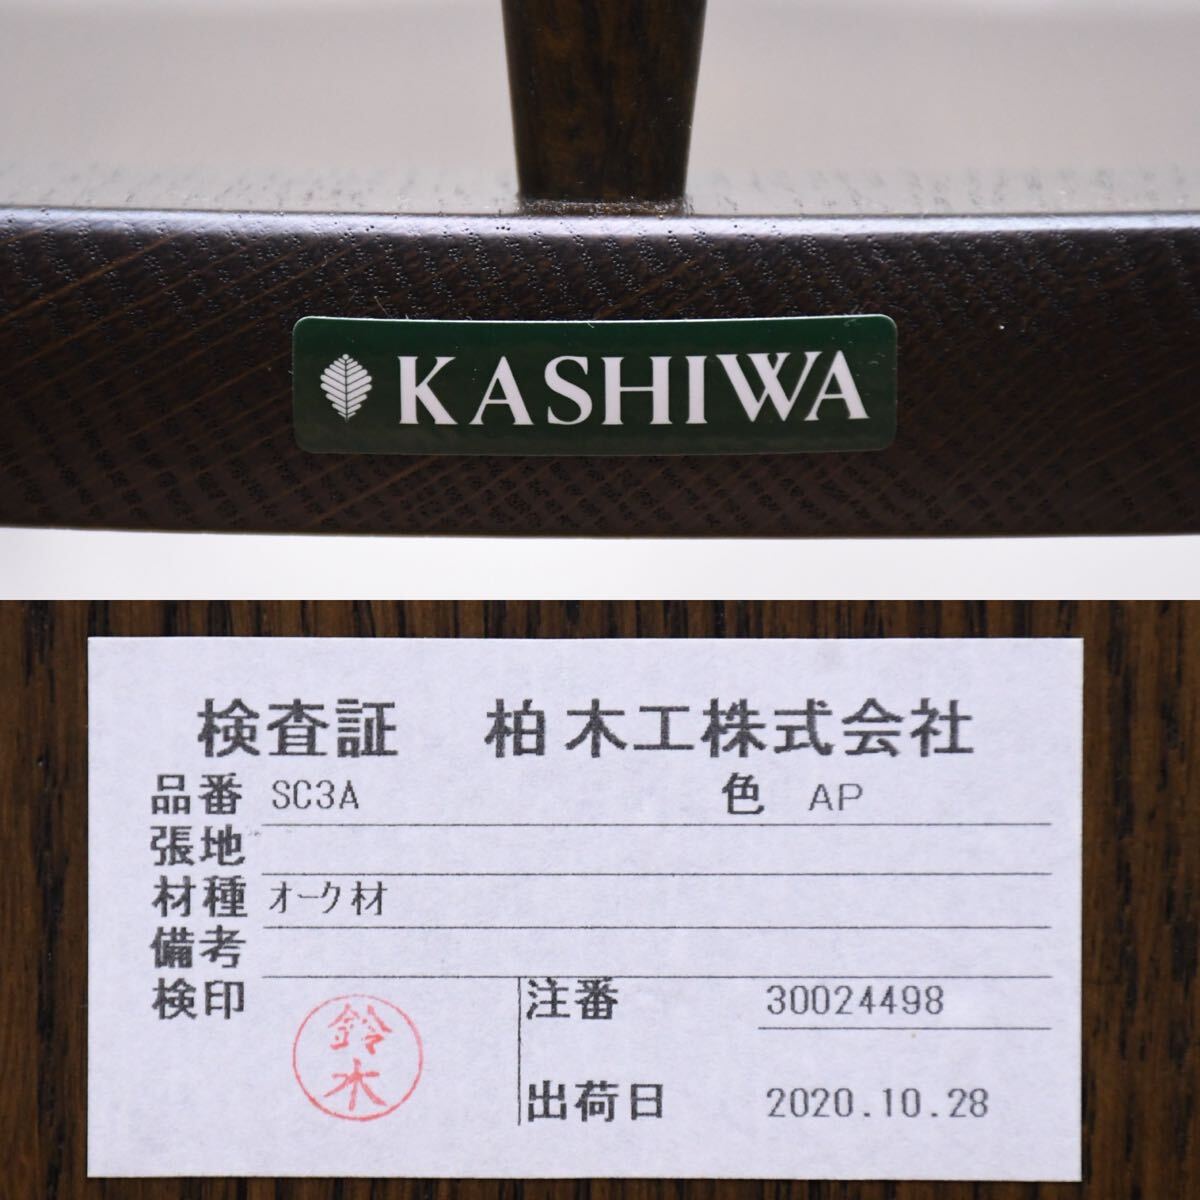 KASHIWA
検査証 柏木工株式会社
品番 SC3A 色 AP
張地
材種 オーク材
備考
検印 鈴木 注番 30024498
出荷日 2020.10.28